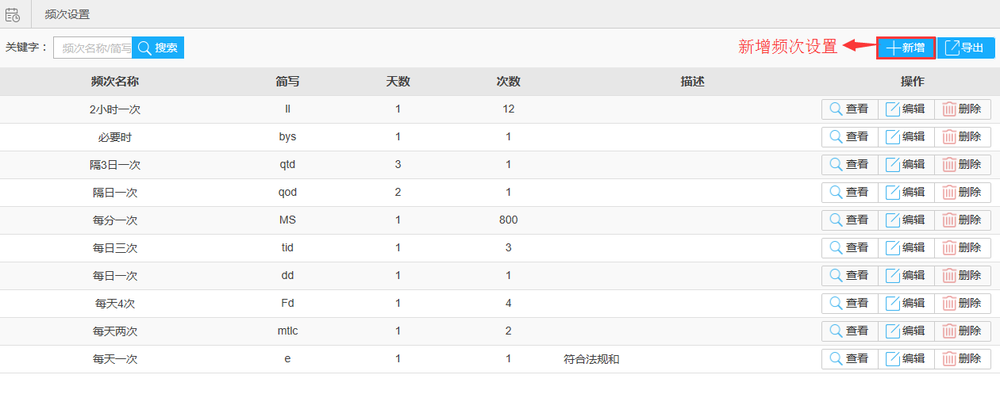 频次设置
关键字： 频次名称/简写 搜索 新增频次设置 新增 导出
频次名称 简写 天数 次数 描述 操作
2小时一次 ll 1 12 查看 编辑 删除
必要时 bys 1 1 查看 编辑 删除
隔3日一次 qtd 3 1 查看 编辑 删除
隔日一次 qod 2 1 查看 编辑 删除
每分一次 MS 1 800 查看 编辑 删除
每日三次 tid 1 3 查看 编辑 删除
每日一次 dd 1 1 查看 编辑 删除
每天4次 Fd 1 4 查看 编辑 删除
每天两次 mtlc 1 2 查看 编辑 删除
每天一次 e 1 1 符合法规和 查看 编辑 删除